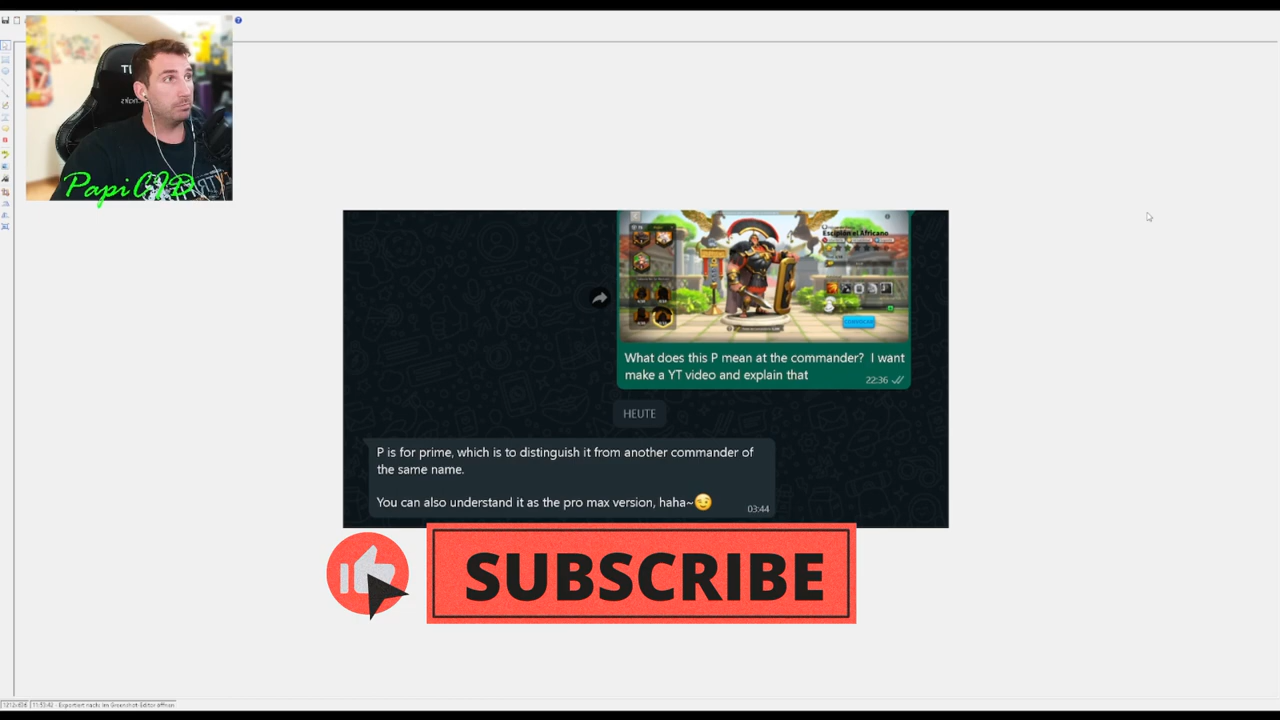 Papi CID
Escipión el Africano
What does this P mean at the commander? I want
make a YT video and explain that
22:36
HEUTE
P is for prime, which is to distinguish it from another commander of
the same name.
You can also understand it as the pro max version, haha~😉
03:44
SUBSCRIBE